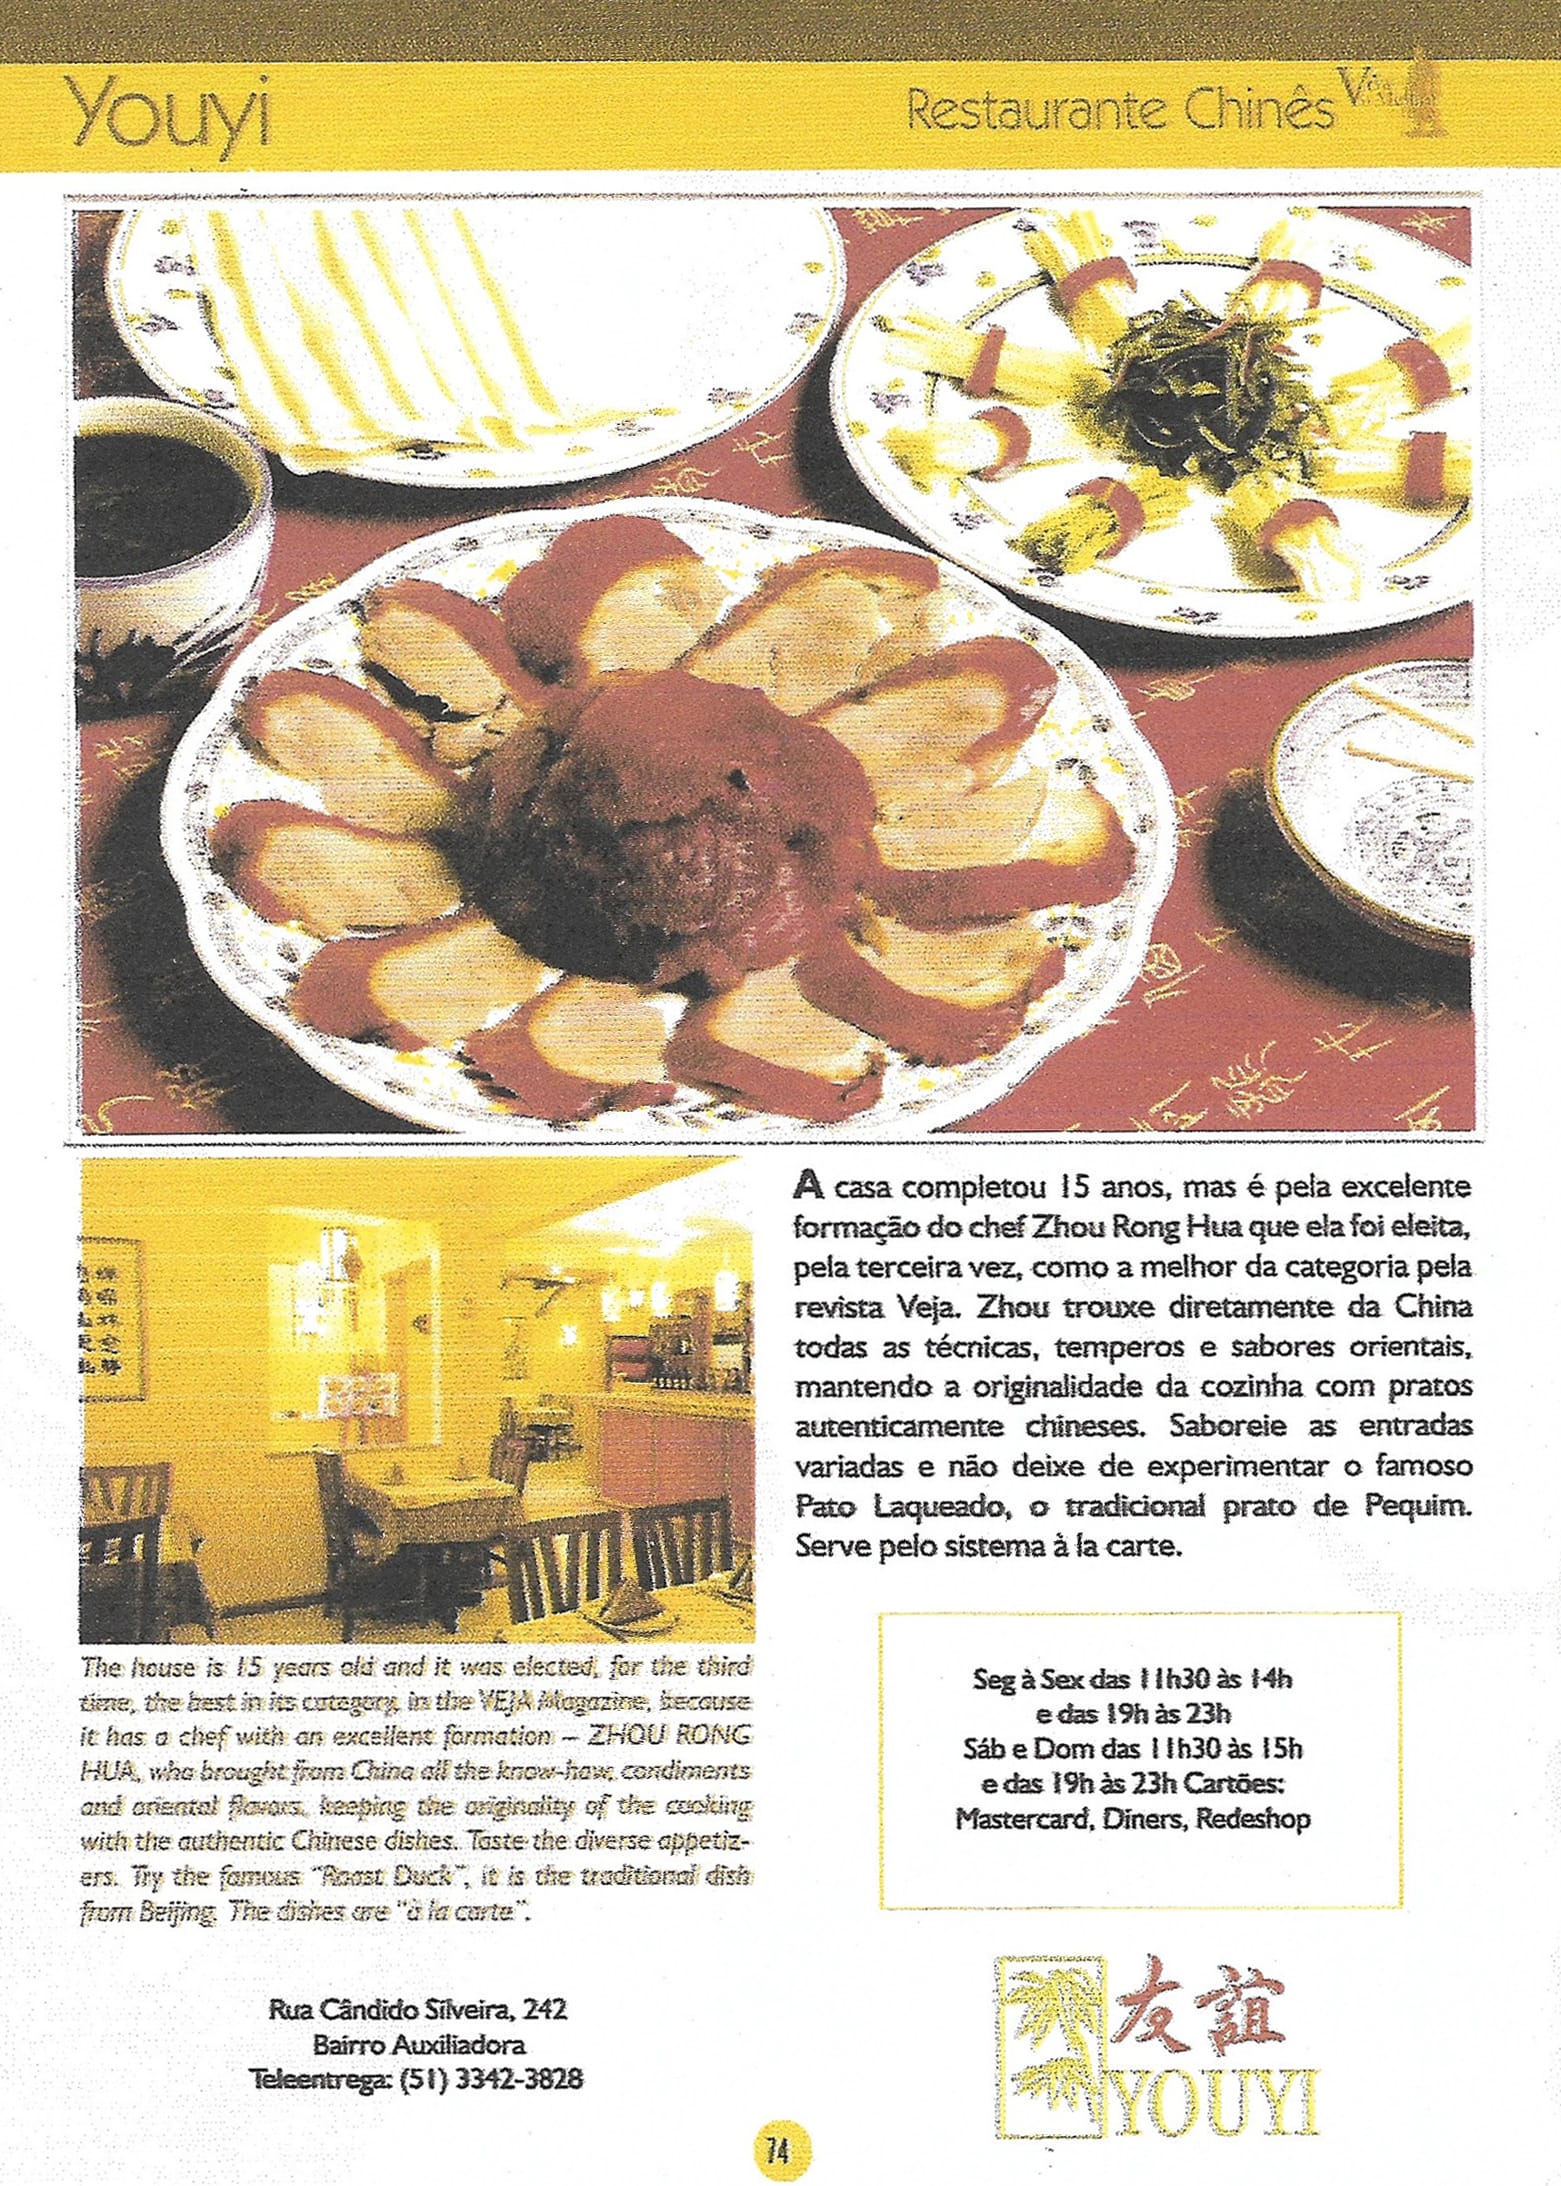 Youyi
Restaurante Chinês
A casa completou 15 anos, mas é pela excelente
formação do chef Zhou Rong Hua que ela foi eleita,
pela terceira vez, como a melhor da categoria pela
revista Veja. Zhou trouxe diretamente da China
todas as técnicas, temperos e sabores orientais,
mantendo a originalidade da cozinha com pratos
autenticamente chineses. Saboreie as entradas
variadas e não deixe de experimentar o famoso
Pato Laqueado, o tradicional prato de Pequim.
Serve pelo sistema à la carte.
The house is 15 years old and it was elected, for the third
time, the best in its category, in the VEJA Magazine, because
it has a chef with an excellent formation – ZHOU RONG
HUA, who brought from China all the know-how, condiments
and oriental flavors, keeping the originality of the cooking
with the authentic Chinese dishes. Taste the diverse appetiz-
ers. Try the famous "Roast Duck", it is the traditional dish
from Beijing. The dishes are "à la carte".
Seg à Sex das 11h30 às 14h
e das 19h às 23h
Sáb e Dom das 11h30 às 15h
e das 19h às 23h Cartões:
Mastercard, Diners, Redeshop
Rua Cândido Silveira, 242
Bairro Auxiliadora
Teleentrega: (51) 3342-3828
友誼
YOUYI
74